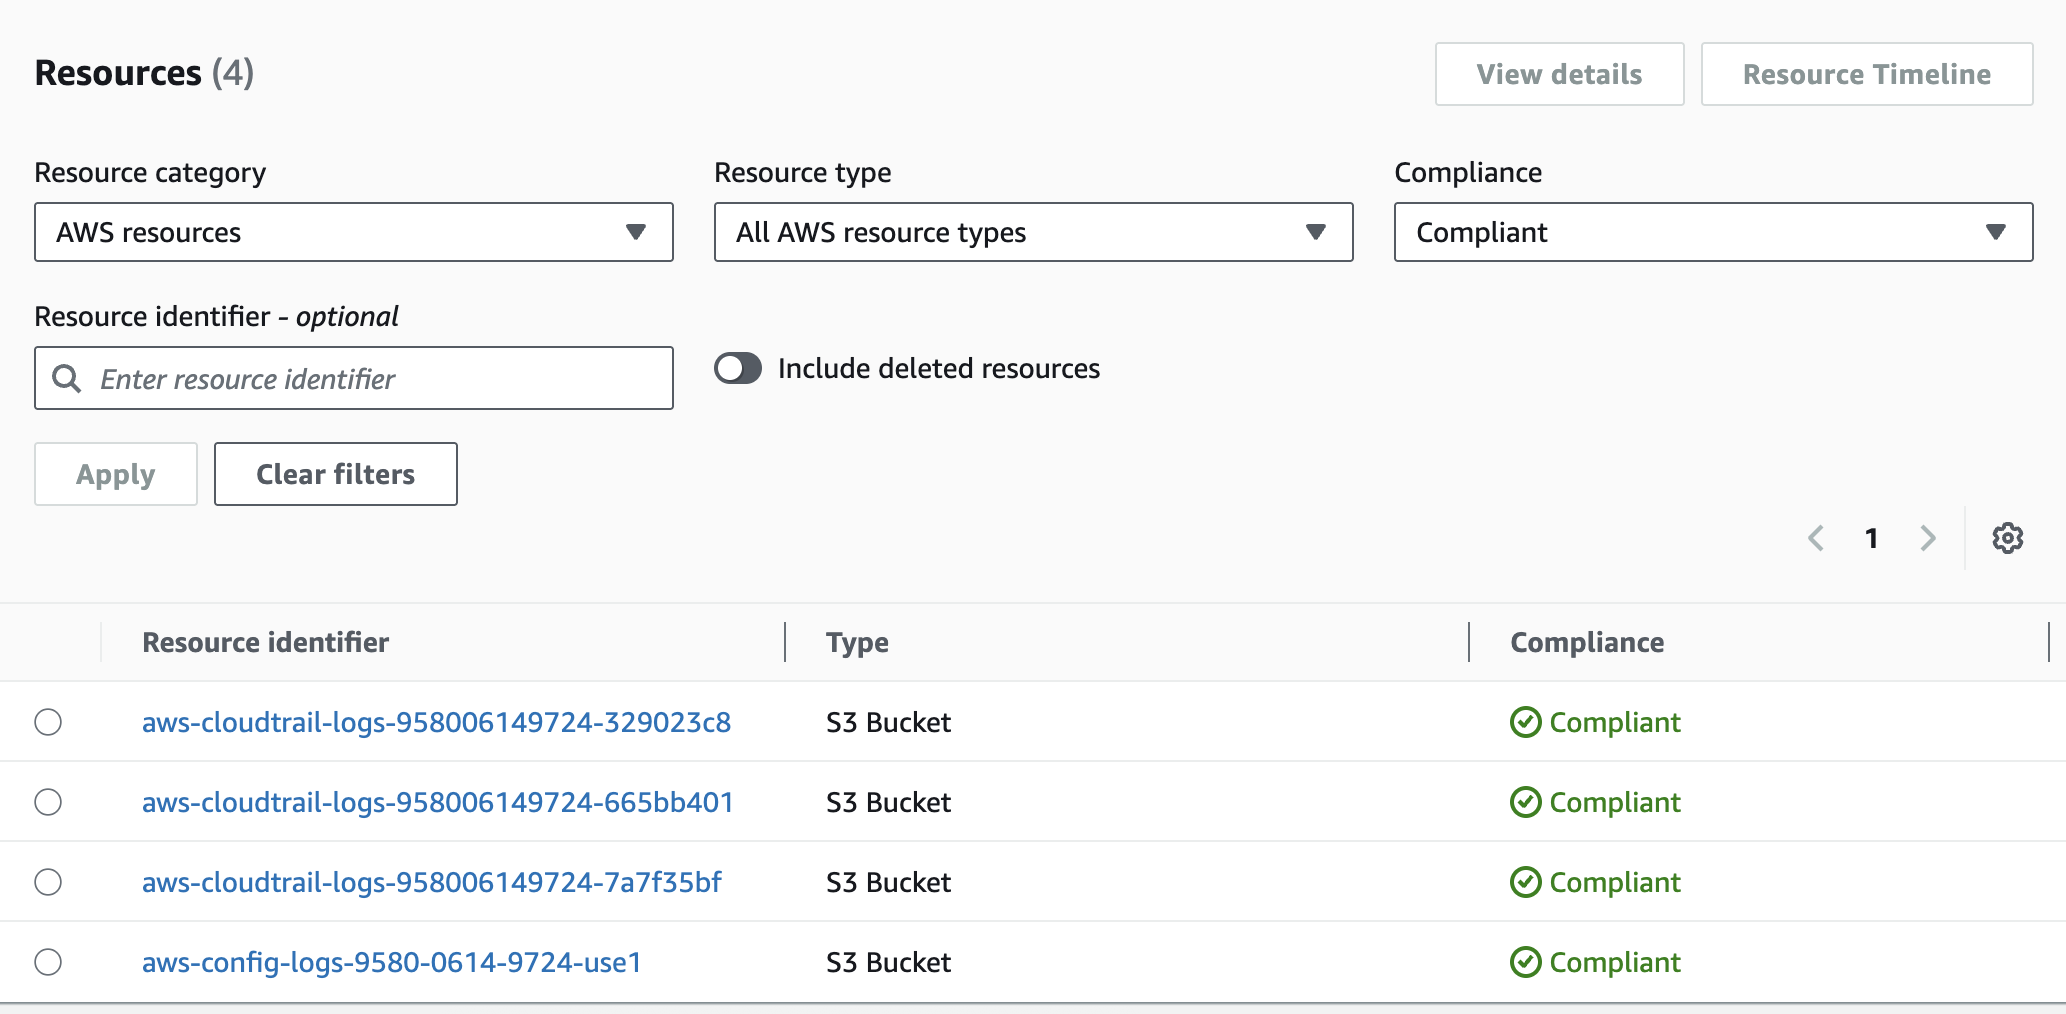 Resources (4)
View details
Resource Timeline
Resource category
Resource type
Compliance
AWS resources
All AWS resource types
Compliant
Resource identifier - optional
Enter resource identifier
Include deleted resources
Apply
Clear filters
1
Resource identifier
Type
Compliance
aws-cloudtrail-logs-958006149724-329023c8
S3 Bucket
Compliant
aws-cloudtrail-logs-958006149724-665bb401
S3 Bucket
Compliant
aws-cloudtrail-logs-958006149724-7a7f35bf
S3 Bucket
Compliant
aws-config-logs-9580-0614-9724-use1
S3 Bucket
Compliant